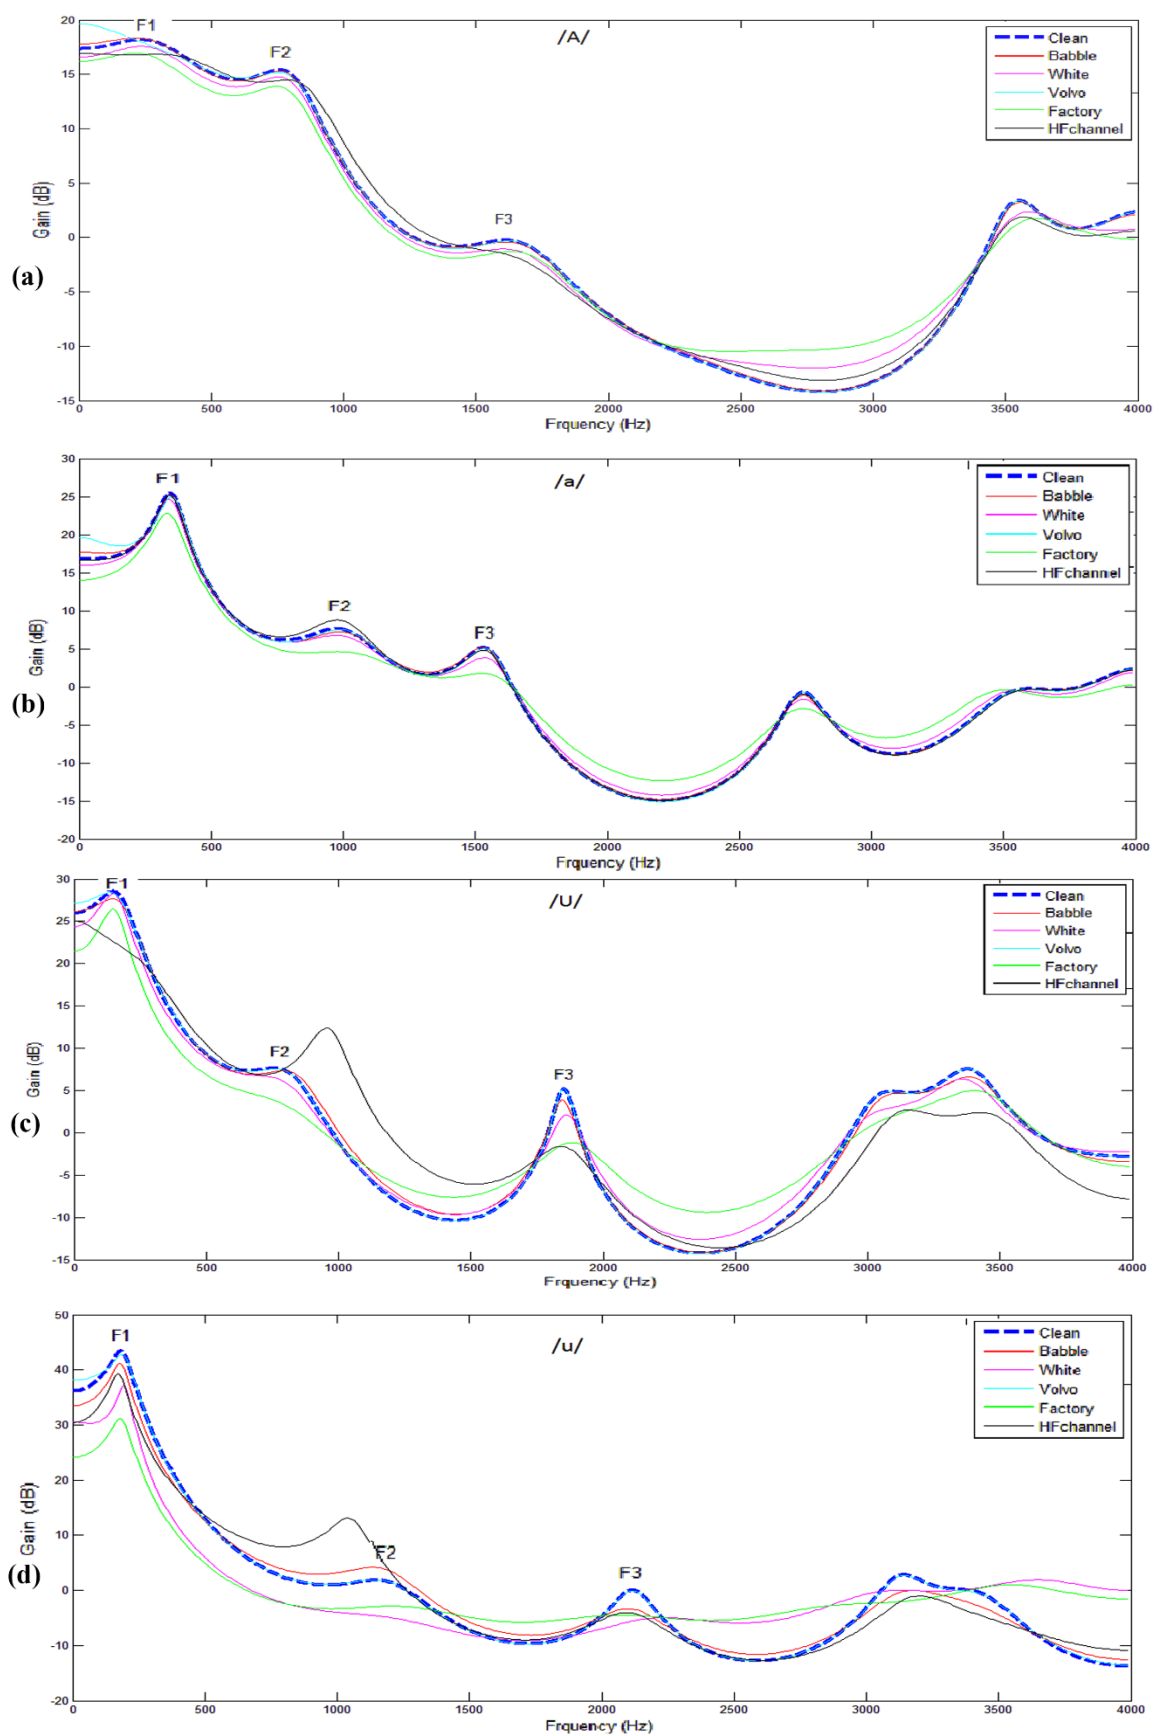 F1
F2
F3
/A/
Clean
Babble
White
Volvo
Factory
HFchannel
20
15
10
5
0
-5
-10
-15
Gain (dB)
(a)
0 500 1000 1500 2000 2500 3000 3500 4000
Frquency (Hz)
F1
F2
F3
/a/
Clean
Babble
White
Volvo
Factory
HFchannel
30
25
20
15
10
5
0
-5
-10
-15
-20
Gain (dB)
(b)
0 500 1000 1500 2000 2500 3000 3500 4000
Frquency (Hz)
F1
F2
F3
/U/
Clean
Babble
White
Volvo
Factory
HFchannel
30
25
20
15
10
5
0
-5
-10
-15
Gain (dB)
(c)
0 500 1000 1500 2000 2500 3000 3500 4000
Frquency (Hz)
F1
F2
F3
/u/
Clean
Babble
White
Volvo
Factory
HFchannel
50
40
30
20
10
0
-10
-20
Gain (dB)
(d)
0 500 1000 1500 2000 2500 3000 3500 4000
Frquency (Hz)